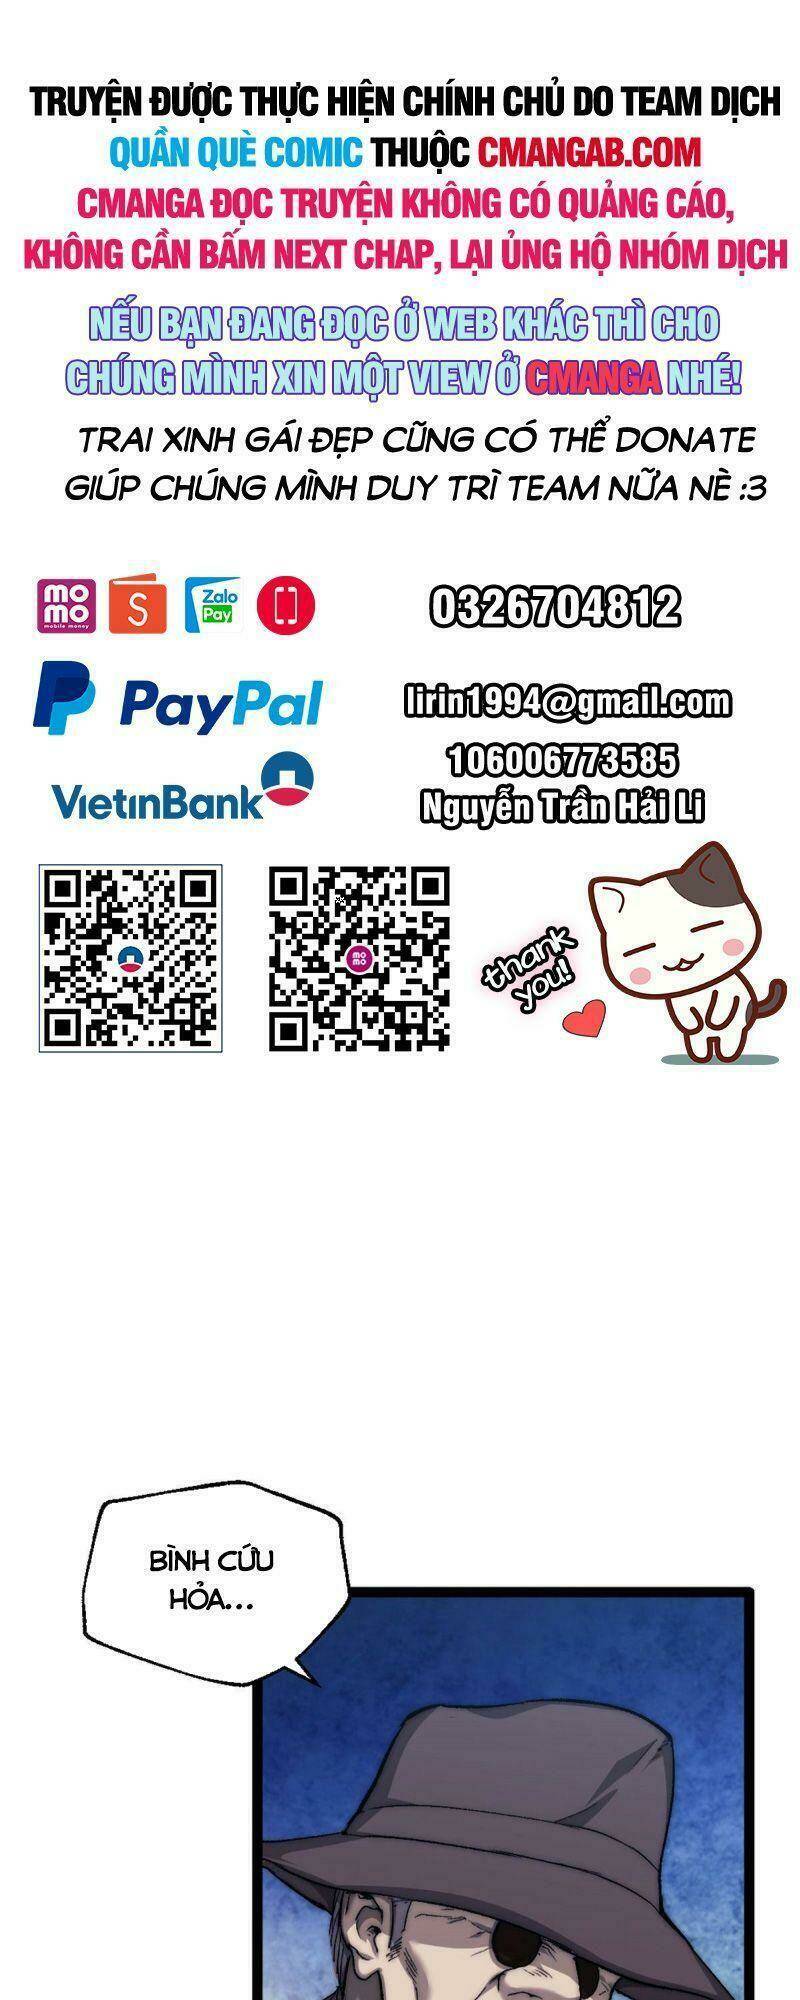 TRUYỆN ĐƯỢC THỰC HIỆN CHÍNH CHỦ DO TEAM DỊCH
QUẦN QUÈ COMIC THUỘC CMANGAB.COM
CMANGA ĐỌC TRUYỆN KHÔNG CÓ QUẢNG CÁO,
KHÔNG CẦN BẤM NEXT CHAP, LẠI ỦNG HỘ NHÓM DỊCH
NẾU BẠN ĐANG ĐỌC Ở WEB KHÁC THÌ CHO
CHÚNG MÌNH XIN MỘT VIEW Ở CMANGA NHÉ!
TRAI XINH GÁI ĐẸP CŨNG CÓ THỂ DONATE
GIÚP CHÚNG MÌNH DUY TRÌ TEAM NỮA NÈ :3
mo
mo
mobile money
S
Zalo
Pay
0326704812
PayPal
lirin1994@gmail.com
VietinBank
106006773585
Nguyễn Trần Hải Li
mo
mo
thank
you!
BÌNH CỨU
HỎA...